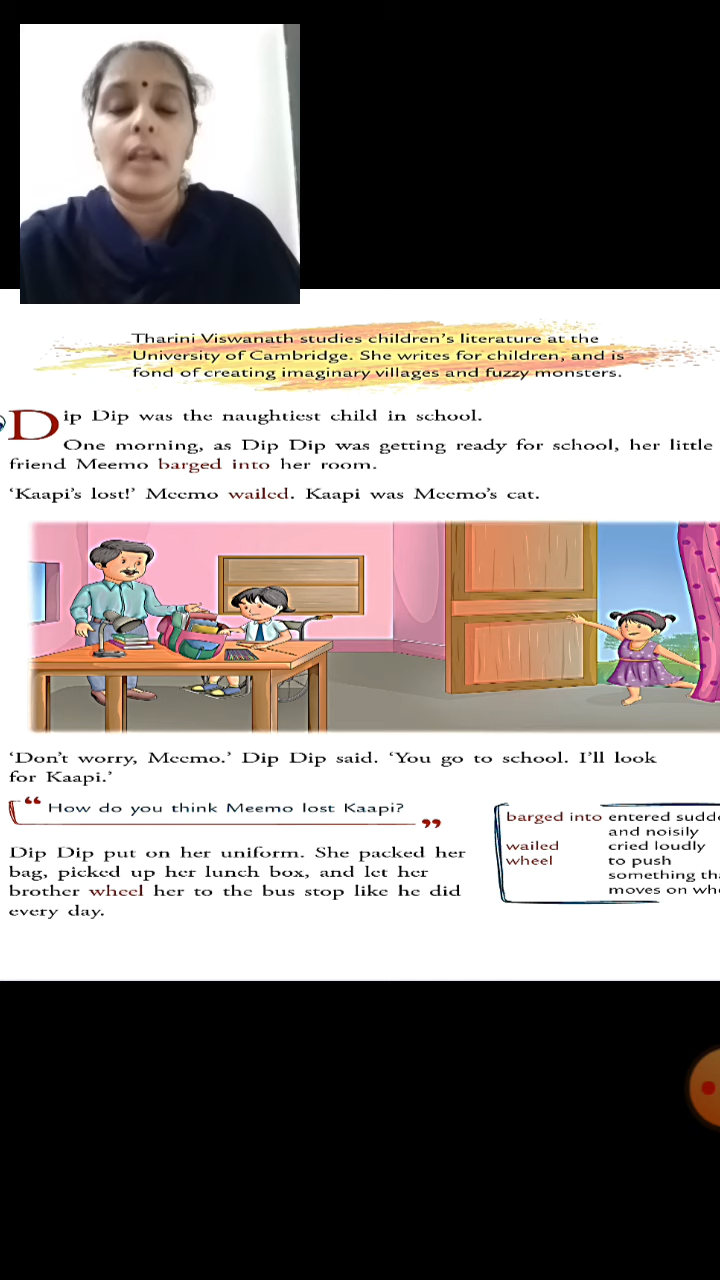 Tharini Viswanath studies children's literature at the
University of Cambridge. She writes for children, and is
fond of creating imaginary villages and fuzzy monsters.
Dip Dip was the naughtiest child in school.
One morning, as Dip Dip was getting ready for school, her little
friend Meemo barged into her room.
'Kaapi's lost!' Meemo wailed. Kaapi was Meemo's cat.
'Don't worry, Meemo.' Dip Dip said. 'You go to school. I'll look
for Kaapi.'
“ How do you think Meemo lost Kaapi? ”
Dip Dip put on her uniform. She packed her
bag, picked up her lunch box, and let her
brother wheel her to the bus stop like he did
every day.
barged into entered
and noisily
wailed cried loudly
wheel to push
something
moves on